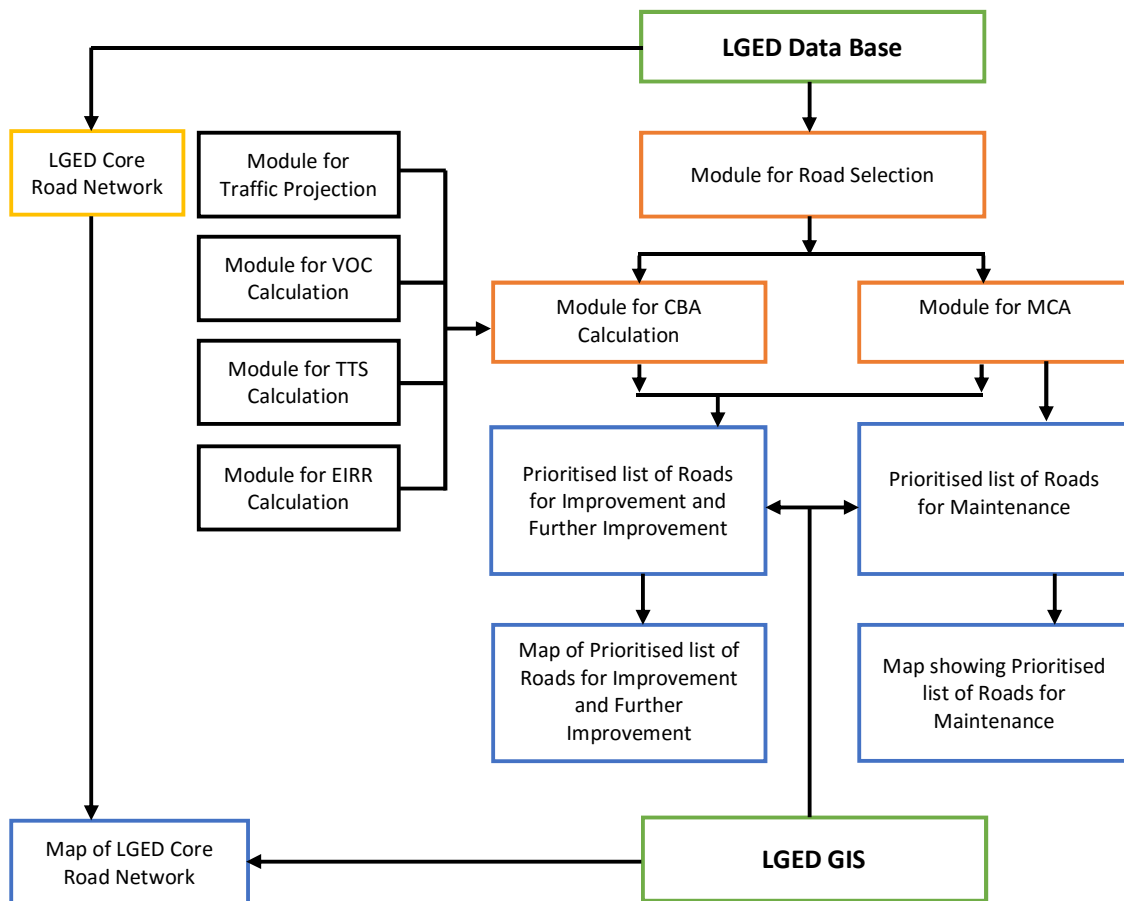 LGED Data Base
LGED Core
Road Network
Module for
Traffic Projection
Module for Road Selection
Module for VOC
Calculation
Module for CBA
Calculation
Module for MCA
Module for TTS
Calculation
Module for EIRR
Calculation
Prioritised list of Roads
for Improvement and
Further Improvement
Prioritised list of Roads
for Maintenance
Map of Prioritised list of
Roads for Improvement
and Further
Improvement
Map showing Prioritised
list of Roads for
Maintenance
Map of LGED Core
Road Network
LGED GIS